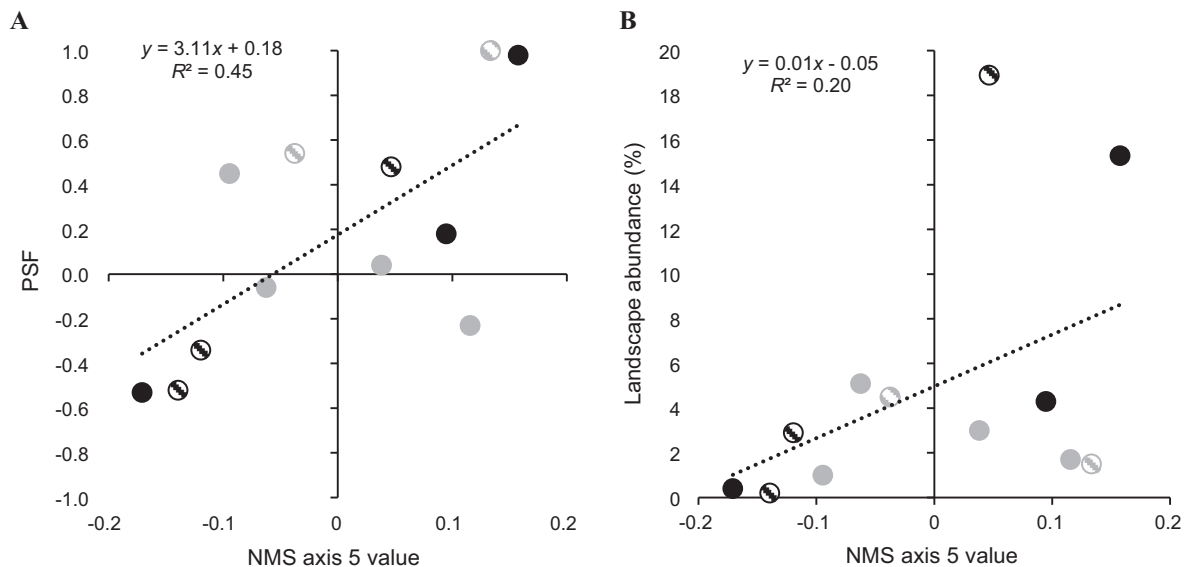 A
y = 3.11x + 0.18
R² = 0.45
PSF
1.0
0.8
0.6
0.4
0.2
0.0
-0.2
-0.4
-0.6
-0.8
-1.0
-0.2 -0.1 0 0.1 0.2
NMS axis 5 value
B
y = 0.01x - 0.05
R² = 0.20
Landscape abundance (%)
20
18
16
14
12
10
8
6
4
2
0
-0.2 -0.1 0 0.1 0.2
NMS axis 5 value